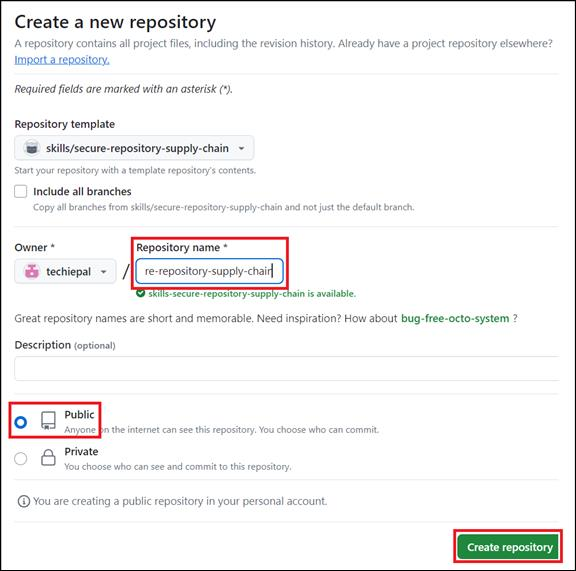 Create a new repository
A repository contains all project files, including the revision history. Already have a project repository elsewhere?
Import a repository.
Required fields are marked with an asterisk (*).
Repository template
skills/secure-repository-supply-chain
Start your repository with a template repository's contents.
Include all branches
Copy all branches from skills/secure-repository-supply-chain and not just the default branch.
Owner * Repository name *
techiepal / re-repository-supply-chain
skills-secure-repository-supply-chain is available.
Great repository names are short and memorable. Need inspiration? How about bug-free-octo-system ?
Description (optional)
Public
Anyone on the internet can see this repository. You choose who can commit.
Private
You choose who can see and commit to this repository.
You are creating a public repository in your personal account.
Create repository